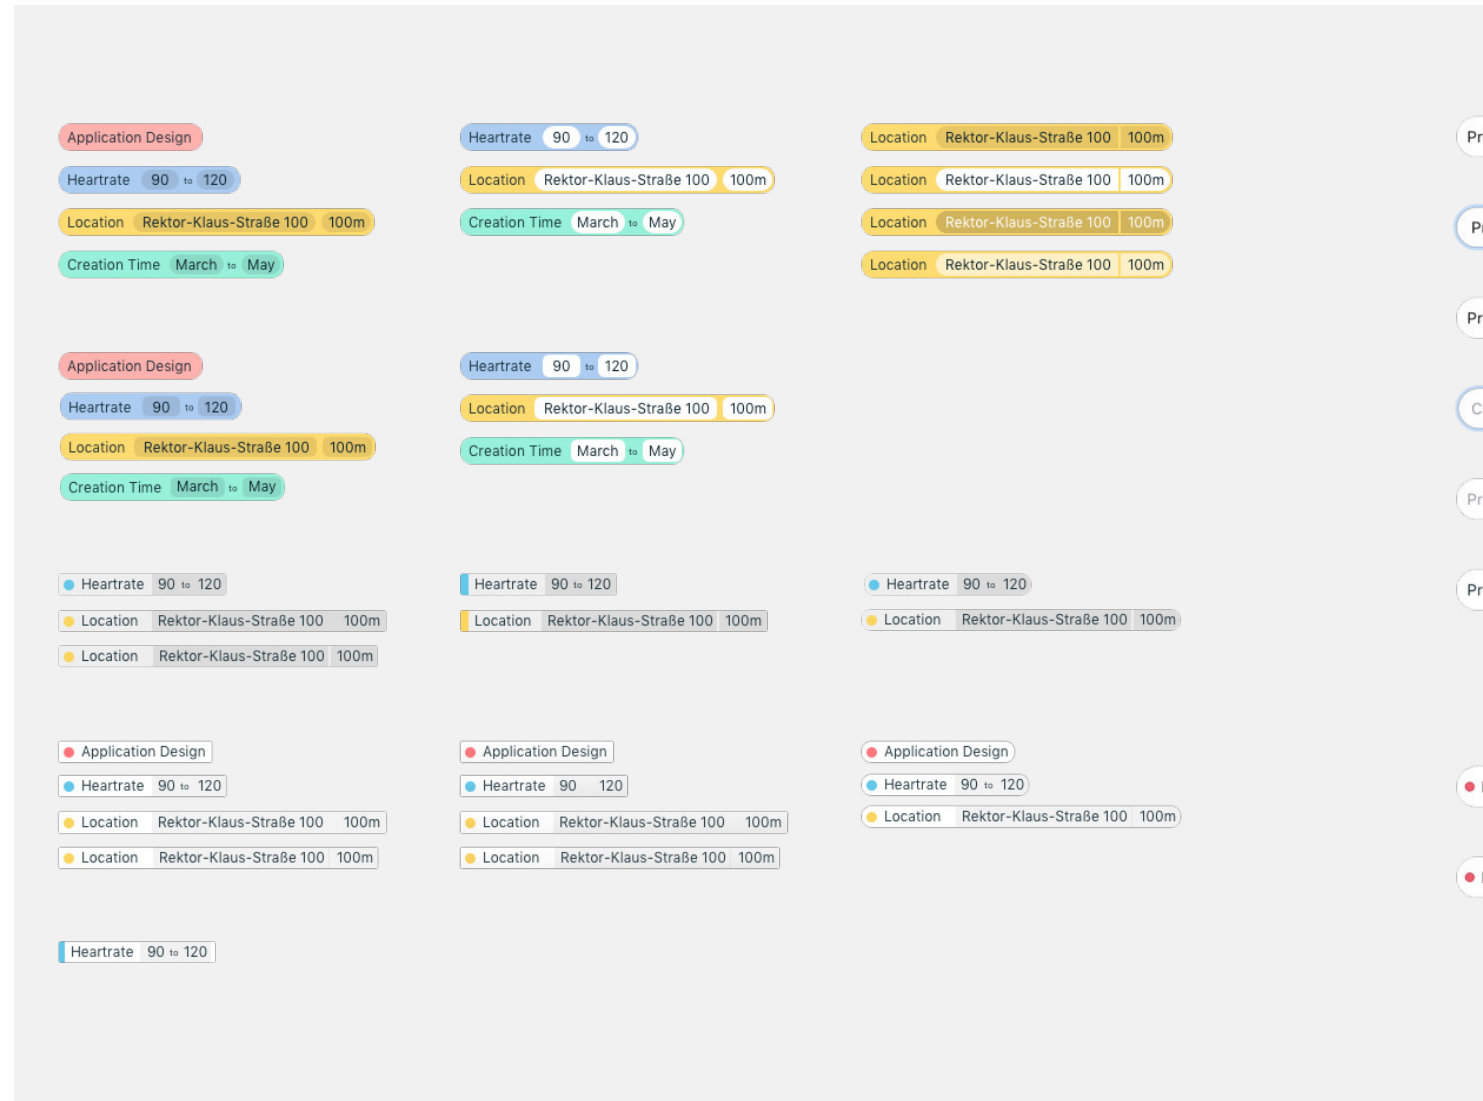 Application Design
Heartrate 90 to 120
Location Rektor-Klaus-Straße 100 100m
Creation Time March to May
Heartrate 90 to 120
Location Rektor-Klaus-Straße 100 100m
Creation Time March to May
Location Rektor-Klaus-Straße 100 100m
Location Rektor-Klaus-Straße 100 100m
Location Rektor-Klaus-Straße 100 100m
Location Rektor-Klaus-Straße 100 100m
Application Design
Heartrate 90 to 120
Location Rektor-Klaus-Straße 100 100m
Creation Time March to May
Heartrate 90 to 120
Location Rektor-Klaus-Straße 100 100m
Creation Time March to May
Heartrate 90 to 120
Location Rektor-Klaus-Straße 100 100m
Location Rektor-Klaus-Straße 100 100m
Heartrate 90 to 120
Location Rektor-Klaus-Straße 100 100m
Heartrate 90 to 120
Location Rektor-Klaus-Straße 100 100m
Application Design
Heartrate 90 to 120
Location Rektor-Klaus-Straße 100 100m
Location Rektor-Klaus-Straße 100 100m
Application Design
Heartrate 90 120
Location Rektor-Klaus-Straße 100 100m
Location Rektor-Klaus-Straße 100 100m
Application Design
Heartrate 90 to 120
Location Rektor-Klaus-Straße 100 100m
Heartrate 90 to 120